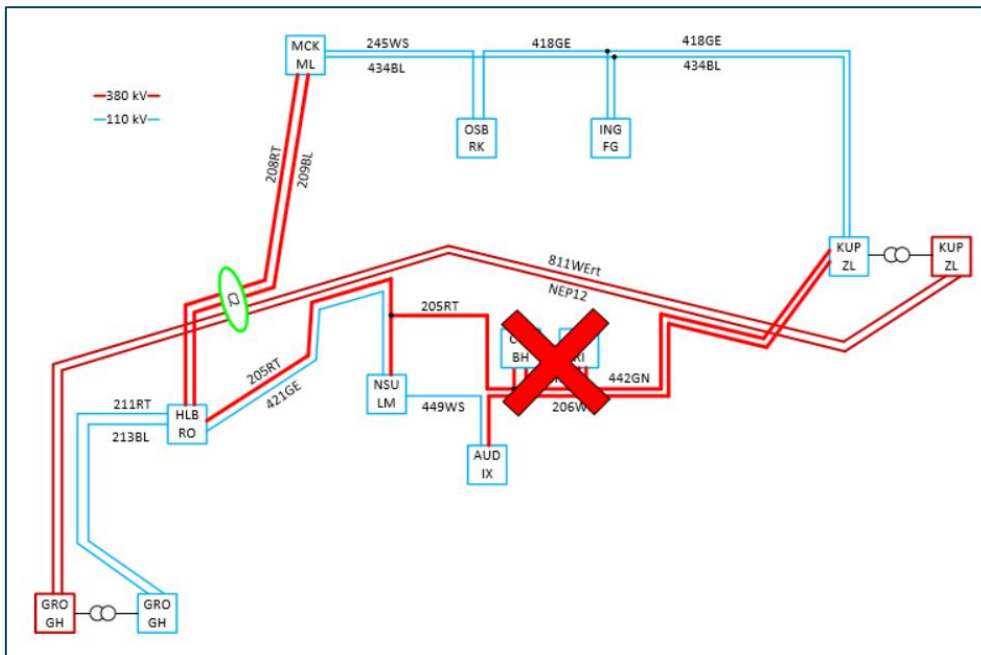 MCK
ML
245WS
434BL
418GE
418GE
434BL
380 kV
110 kV
OSB
RK
ING
FG
208RT
209BL
KUP
ZL
KUP
ZL
811WErt
NEP12
205RT
205RT
421GE
BH
442GN
NSU
LM
449WS
211RT
213BL
HLB
RO
AUD
IX
GRO
GH
GRO
GH